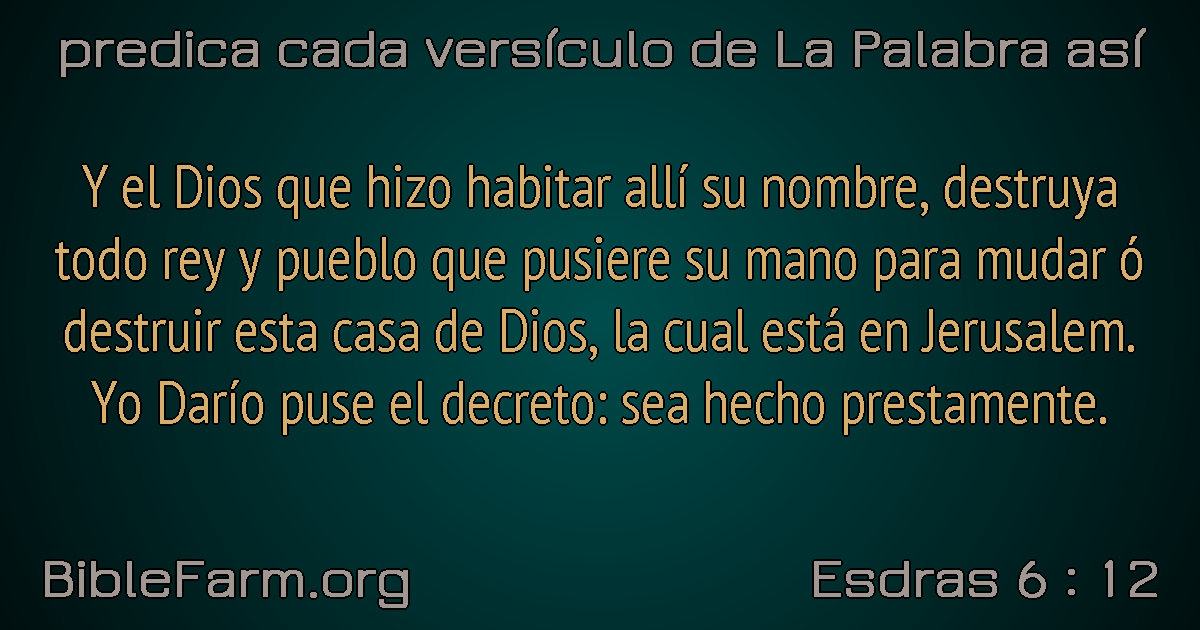 predica cada versículo de La Palabra así
Y el Dios que hizo habitar allí su nombre, destruya
todo rey y pueblo que pusiere su mano para mudar ó
destruir esta casa de Dios, la cual está en Jerusalem.
Yo Darío puse el decreto: sea hecho prestamente.
BibleFarm.org
Esdras 6 : 12